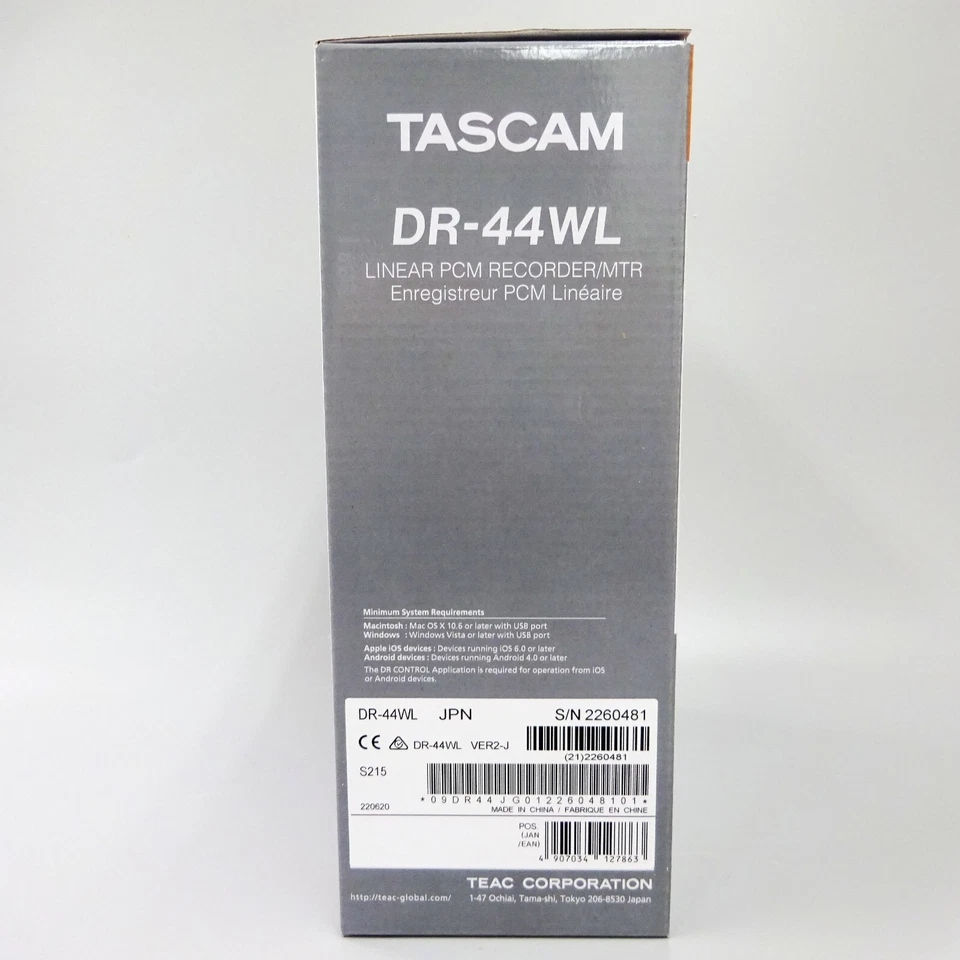 TASCAM
DR-44WL
LINEAR PCM RECORDER/MTR
Enregistreur PCM Linéaire
Minimum System Requirements
Macintosh : Mac OS X 10.6 or later with USB port
Windows : Windows Vista or later with USB port
Apple iOS devices : Devices running iOS 6.0 or later
Android devices : Devices running Android 4.0 or later
The DR CONTROL Application is required for operation from iOS
or Android devices.
DR-44WL JPN S/N 2260481
CE DR-44WL VER2-J
(21)2260481
S215
*09DR44JG01226048101*
220620
MADE IN CHINA / FABRIQUE EN CHINE
POS.
(JAN
/EAN)
4 907034 127863
TEAC CORPORATION
http://teac-global.com/ 1-47 Ochiai, Tama-shi, Tokyo 206-8530 Japan